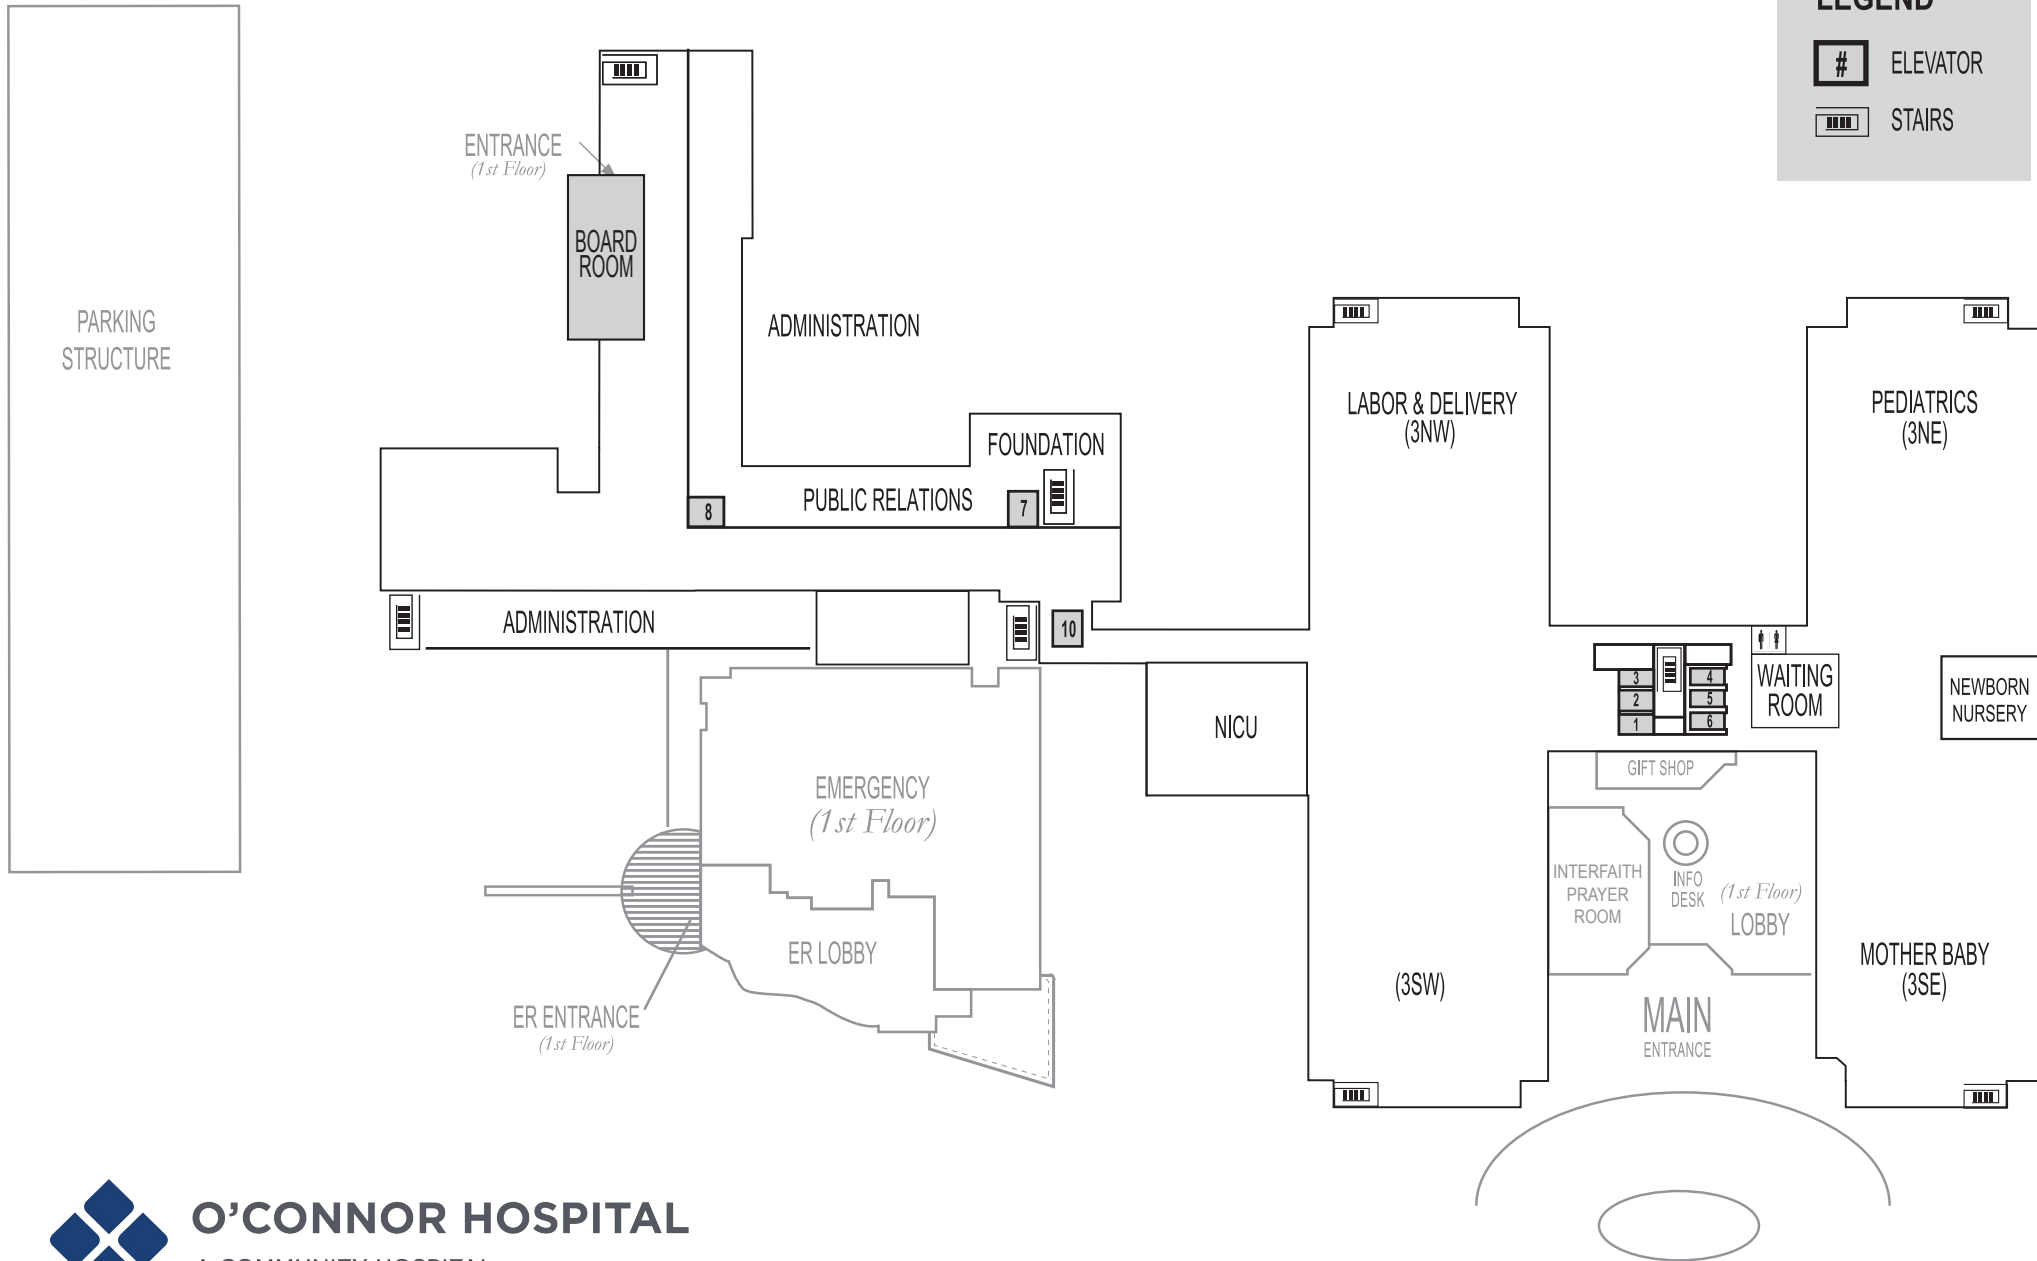 LEGEND
# ELEVATOR
STAIRS
ENTRANCE
(1st Floor)
BOARD
ROOM
PARKING
STRUCTURE
ADMINISTRATION
LABOR & DELIVERY
(3NW)
PEDIATRICS
(3NE)
FOUNDATION
PUBLIC RELATIONS
8
7
ADMINISTRATION
10
3
2
1
4
5
6
WAITING
ROOM
NEWBORN
NURSERY
NICU
GIFT SHOP
EMERGENCY
(1st Floor)
INTERFAITH
PRAYER
ROOM
INFO
DESK
(1st Floor)
LOBBY
ER LOBBY
MOTHER BABY
(3SE)
(3SW)
ER ENTRANCE
(1st Floor)
MAIN
ENTRANCE
O’CONNOR HOSPITAL
A COMMUNITY HOSPITAL